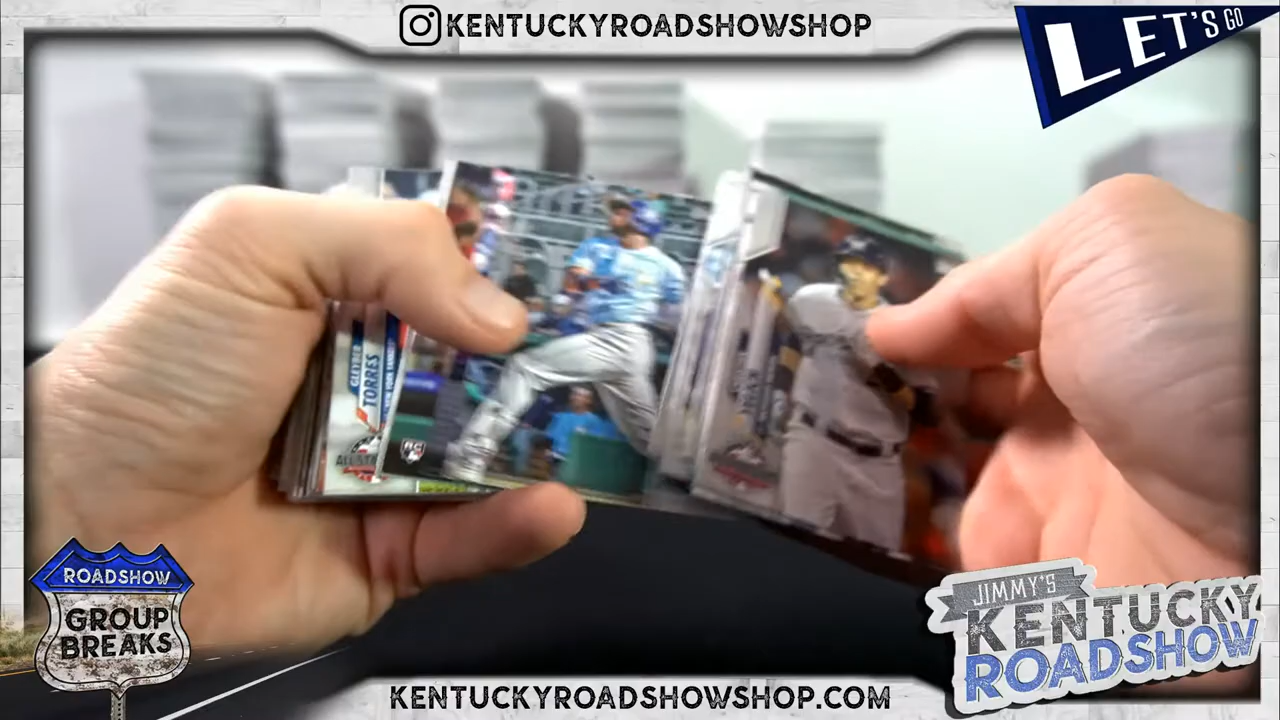 KENTUCKYROADSHOWSHOP
LET'S GO
GLEYBER
TORRES
RC
ROADSHOW
GROUP
BREAKS
JIMMY'S
KENTUCKY
ROADSHOW
KENTUCKYROADSHOWSHOP.COM